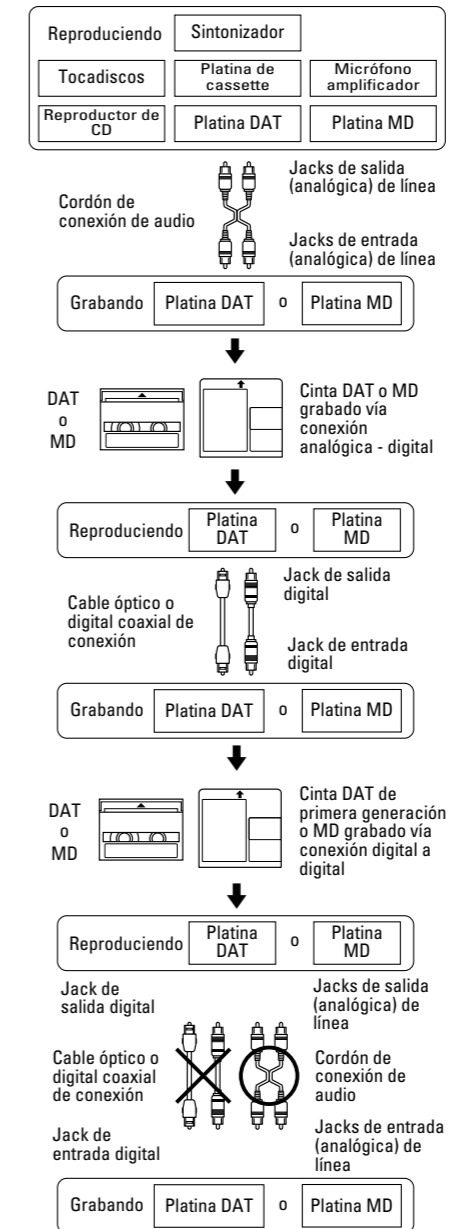 Reproduciendo
Sintonizador
Tocadiscos
Platina de
cassette
Micrófono
amplificador
Reproductor de
CD
Platina DAT
Platina MD
Cordón de
conexión de audio
Jacks de salida
(analógica) de línea
Jacks de entrada
(analógica) de línea
Grabando
Platina DAT
o
Platina MD
DAT
o
MD
Cinta DAT o MD
grabado vía
conexión
analógica - digital
Reproduciendo
Platina
DAT
o
Platina
MD
Cable óptico o
digital coaxial de
conexión
Jack de salida
digital
Jack de entrada
digital
Grabando
Platina DAT
o
Platina MD
DAT
o
MD
Cinta DAT de
primera generación
o MD grabado vía
conexión digital a
digital
Reproduciendo
Platina
DAT
o
Platina
MD
Jack de
salida digital
Jacks de salida
(analógica) de
línea
Cable óptico o
digital coaxial
de conexión
Cordón de
conexión de
audio
Jack de
entrada digital
Jacks de entrada
(analógica) de
línea
Grabando
Platina DAT
o
Platina MD